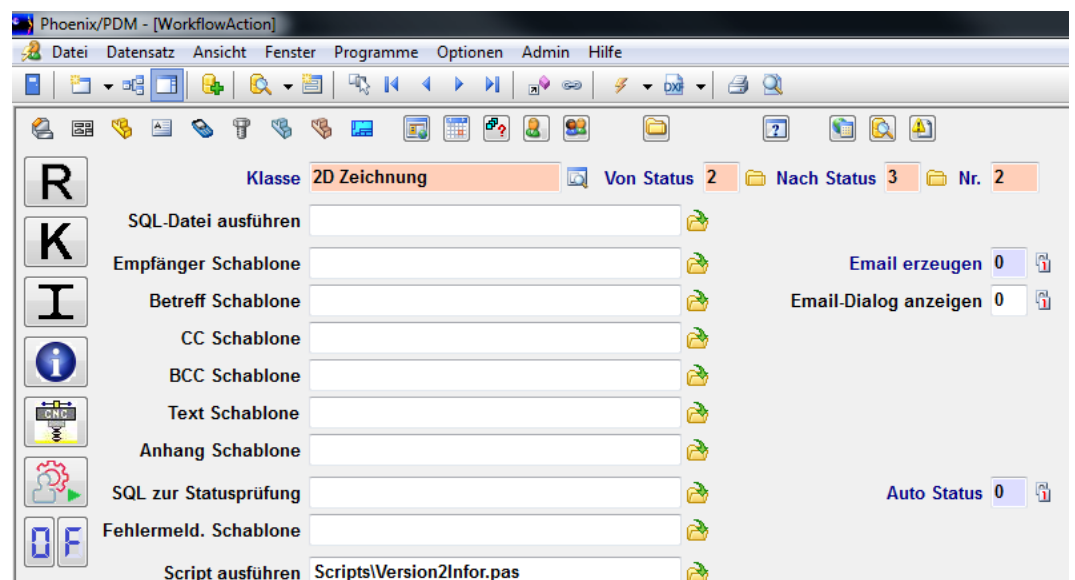 Phoenix/PDM - [WorkflowAction]
Datei Datensatz Ansicht Fenster Programme Optionen Admin Hilfe
DXF
R
Klasse 2D Zeichnung Von Status 2 Nach Status 3 Nr. 2
SQL-Datei ausführen
K
Empfänger Schablone Email erzeugen 0
I
Betreff Schablone Email-Dialog anzeigen 0
CC Schablone
BCC Schablone
CNC
Text Schablone
Anhang Schablone
SQL zur Statusprüfung Auto Status 0
OF
Fehlermeld. Schablone
Script ausführen Scripts\Version2Infor.pas